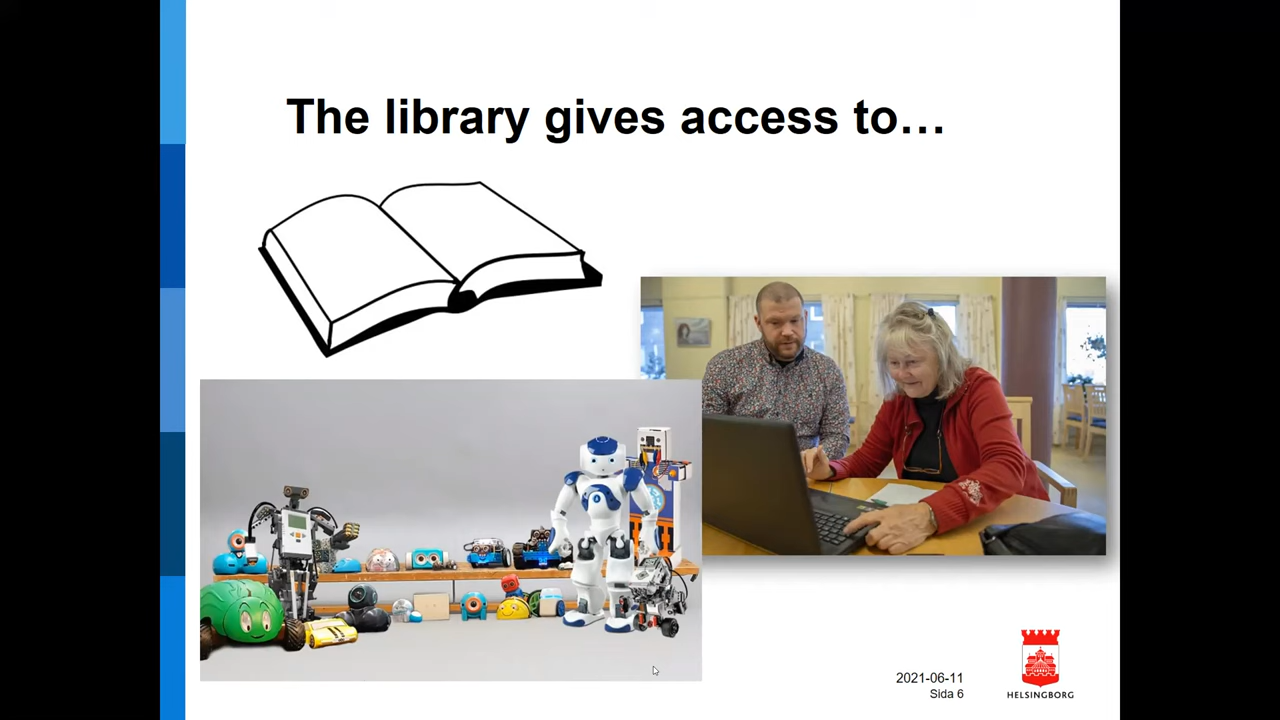 The library gives access to…
2021-06-11
Sida 6
HELSINGBORG